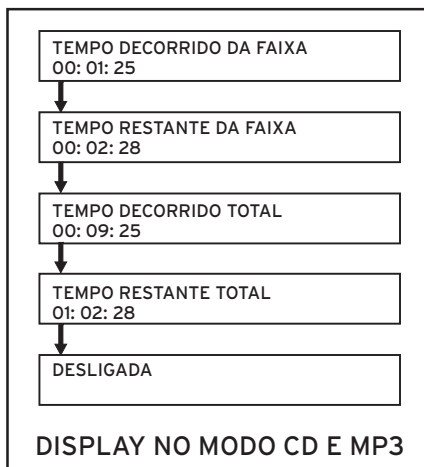 TEMPO DECORRIDO DA FAIXA
00: 01: 25
TEMPO RESTANTE DA FAIXA
00: 02: 28
TEMPO DECORRIDO TOTAL
00: 09: 25
TEMPO RESTANTE TOTAL
01: 02: 28
DESLIGADA
DISPLAY NO MODO CD E MP3